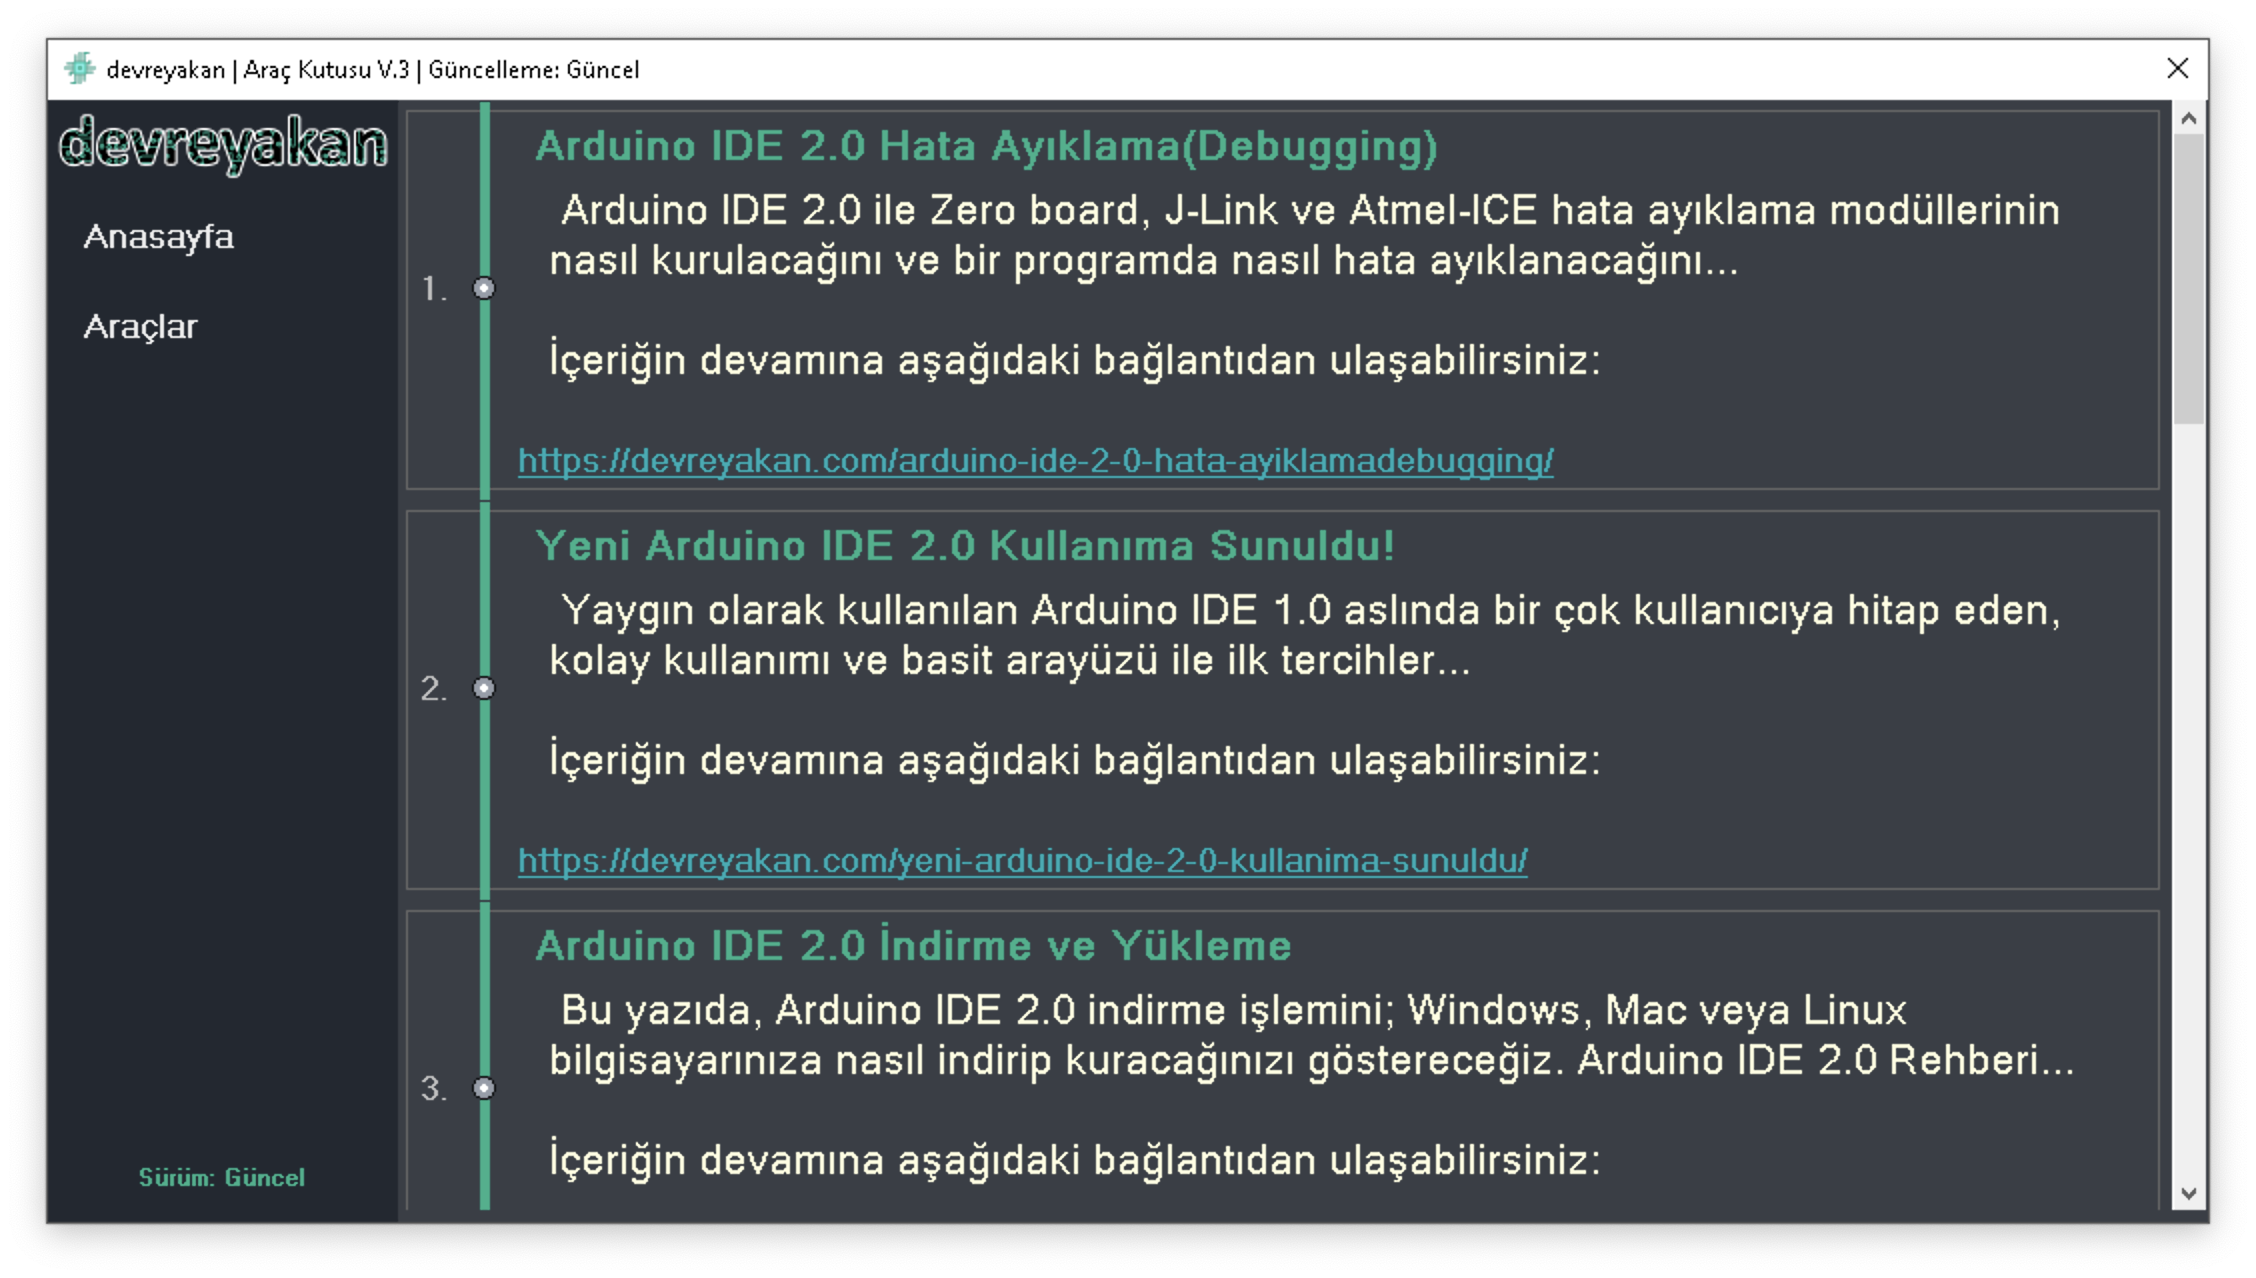 devreyakan | Araç Kutusu V.3 | Güncelleme: Güncel
devreyakan
Anasayfa
Araçlar
Sürüm: Güncel
1.
Arduino IDE 2.0 Hata Ayıklama(Debugging)
Arduino IDE 2.0 ile Zero board, J-Link ve Atmel-ICE hata ayıklama modüllerinin
nasıl kurulacağını ve bir programda nasıl hata ayıklanacağını...
İçeriğin devamına aşağıdaki bağlantıdan ulaşabilirsiniz:
https://devreyakan.com/arduino-ide-2-0-hata-ayiklamadebugging/
2.
Yeni Arduino IDE 2.0 Kullanıma Sunuldu!
Yaygın olarak kullanılan Arduino IDE 1.0 aslında bir çok kullanıcıya hitap eden,
kolay kullanımı ve basit arayüzü ile ilk tercihler...
İçeriğin devamına aşağıdaki bağlantıdan ulaşabilirsiniz:
https://devreyakan.com/yeni-arduino-ide-2-0-kullanima-sunuldu/
3.
Arduino IDE 2.0 İndirme ve Yükleme
Bu yazıda, Arduino IDE 2.0 indirme işlemini; Windows, Mac veya Linux
bilgisayarınıza nasıl indirip kuracağınızı göstereceğiz. Arduino IDE 2.0 Rehberi...
İçeriğin devamına aşağıdaki bağlantıdan ulaşabilirsiniz: